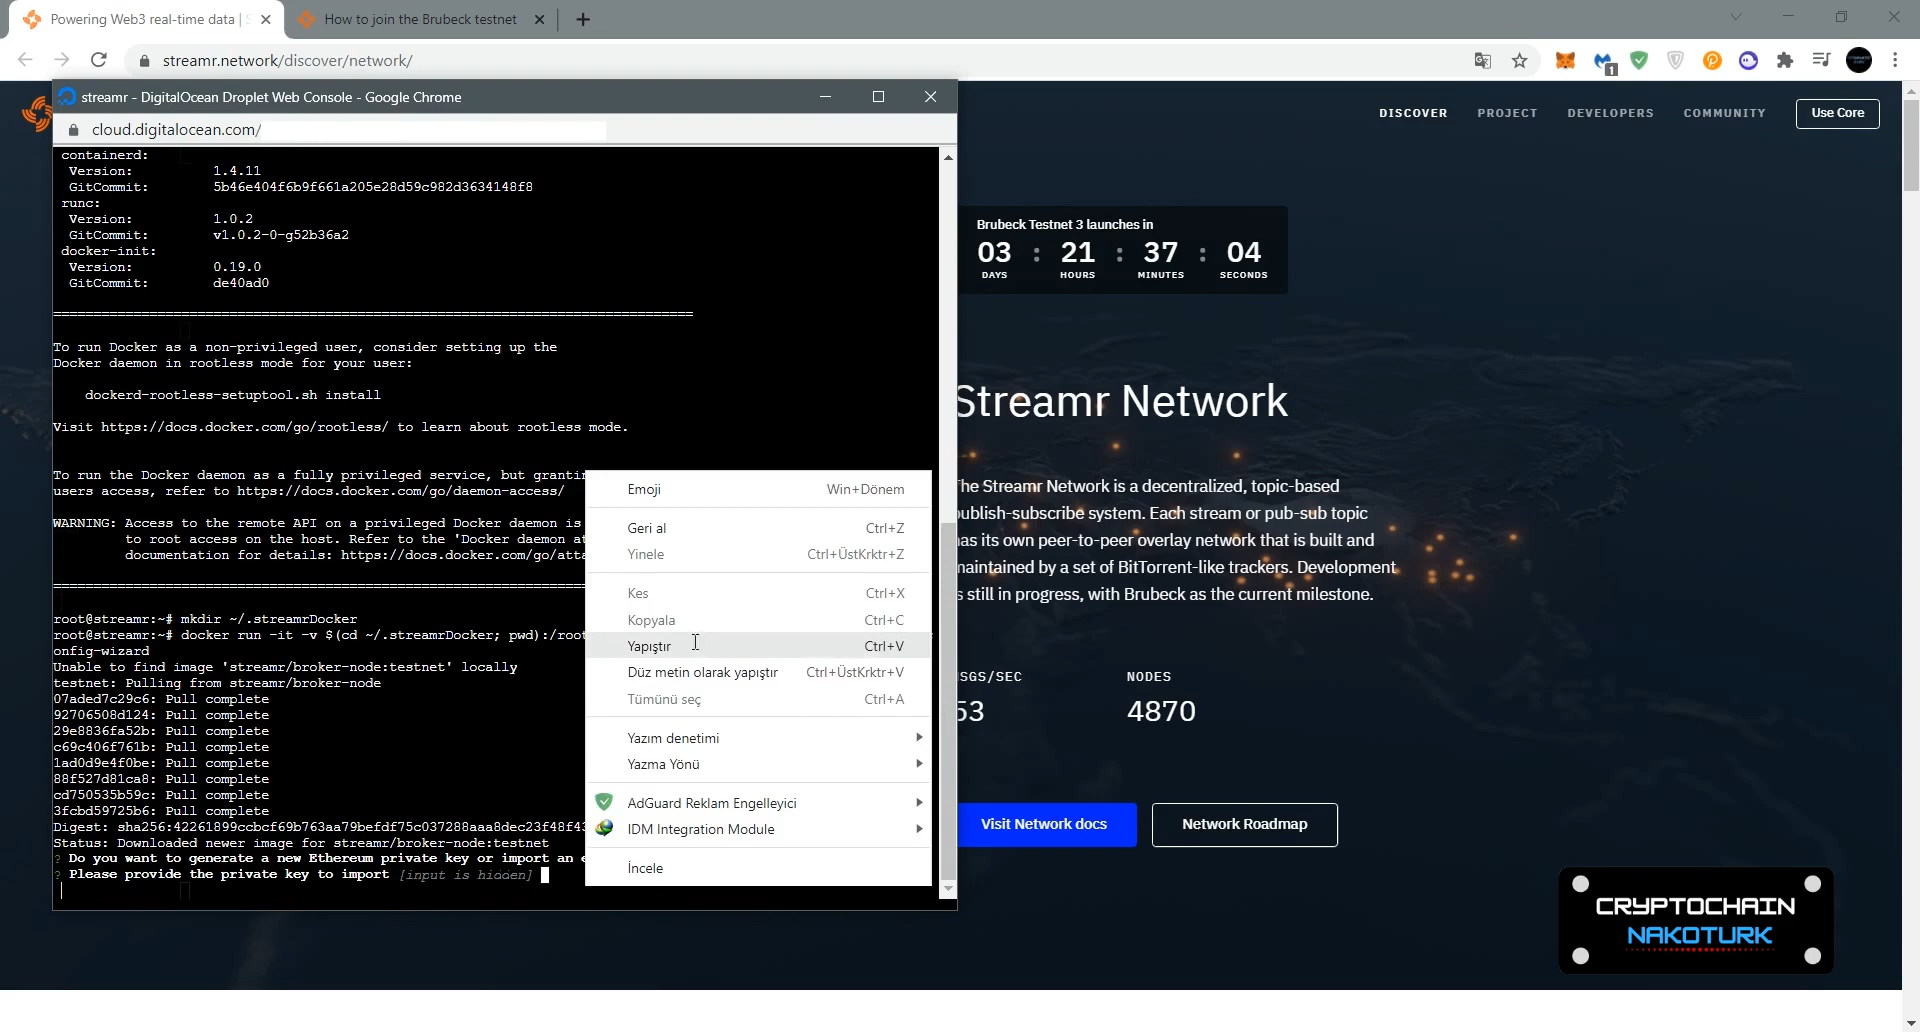 Powering Web3 real-time data |
How to join the Brubeck testnet
streamr.network/discover/network/
1
streamr - DigitalOcean Droplet Web Console - Google Chrome
cloud.digitalocean.com/
DISCOVER
PROJECT
DEVELOPERS
COMMUNITY
Use Core
containerd:
Version: 1.4.11
GitCommit: 5b46e404f6b9f661a205e28d59c982d3634148f8
runc:
Version: 1.0.2
GitCommit: v1.0.2-0-g52b36a2
docker-init:
Version: 0.19.0
GitCommit: de40ad0
================================================================================
To run Docker as a non-privileged user, consider setting up the
Docker daemon in rootless mode for your user:
dockerd-rootless-setuptool.sh install
Visit https://docs.docker.com/go/rootless/ to learn about rootless mode.
To run the Docker daemon as a fully privileged service, but granti
users access, refer to https://docs.docker.com/go/daemon-access/
WARNING: Access to the remote API on a privileged Docker daemon is
to root access on the host. Refer to the 'Docker daemon at
documentation for details: https://docs.docker.com/go/atta
===================================================================
root@streamr:~# mkdir ~/.streamrDocker
root@streamr:~# docker run -it -v $(cd ~/.streamrDocker; pwd):/root
onfig-wizard
Unable to find image 'streamr/broker-node:testnet' locally
testnet: Pulling from streamr/broker-node
07aded7c29c6: Pull complete
92706508d124: Pull complete
29e8836fa52b: Pull complete
c69c406f761b: Pull complete
1ad0d9e4f0be: Pull complete
88f527d81ca8: Pull complete
cd750535b59c: Pull complete
3fcbd59725b6: Pull complete
Digest: sha256:42261899ccbcf69b763aa79befdf75c037288aaa8dec23f48f43
Status: Downloaded newer image for streamr/broker-node:testnet
? Do you want to generate a new Ethereum private key or import an e
? Please provide the private key to import [input is hidden]
Emoji Win+Dönem
Geri al Ctrl+Z
Yinele Ctrl+ÜstKrktr+Z
Kes Ctrl+X
Kopyala Ctrl+C
Yapıştır Ctrl+V
Düz metin olarak yapıştır Ctrl+ÜstKrktr+V
Tümünü seç Ctrl+A
Yazım denetimi
Yazma Yönü
AdGuard Reklam Engelleyici
IDM Integration Module
İncele
Brubeck Testnet 3 launches in
03 : 21 : 37 : 04
DAYS HOURS MINUTES SECONDS
Streamr Network
The Streamr Network is a decentralized, topic-based
publish-subscribe system. Each stream or pub-sub topic
has its own peer-to-peer overlay network that is built and
maintained by a set of BitTorrent-like trackers. Development
is still in progress, with Brubeck as the current milestone.
SGS/SEC NODES
53 4870
Visit Network docs
Network Roadmap
CRYPTOCHAIN
NAKOTURK